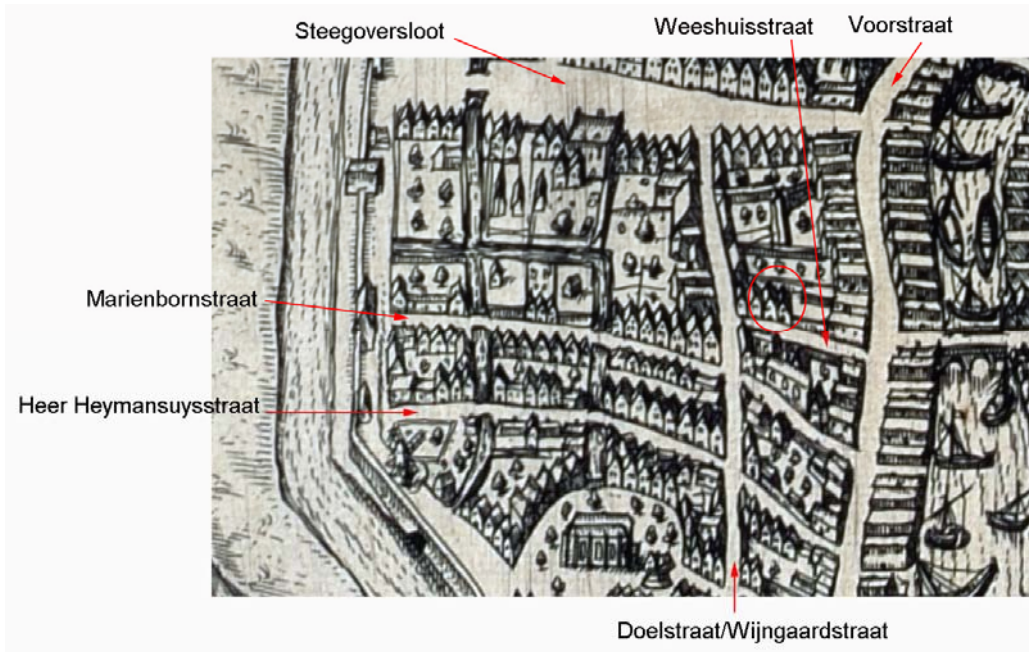 Steegoversloot
Weeshuisstraat
Voorstraat
Marienbornstraat
Heer Heymansuysstraat
Doelstraat/Wijngaardstraat